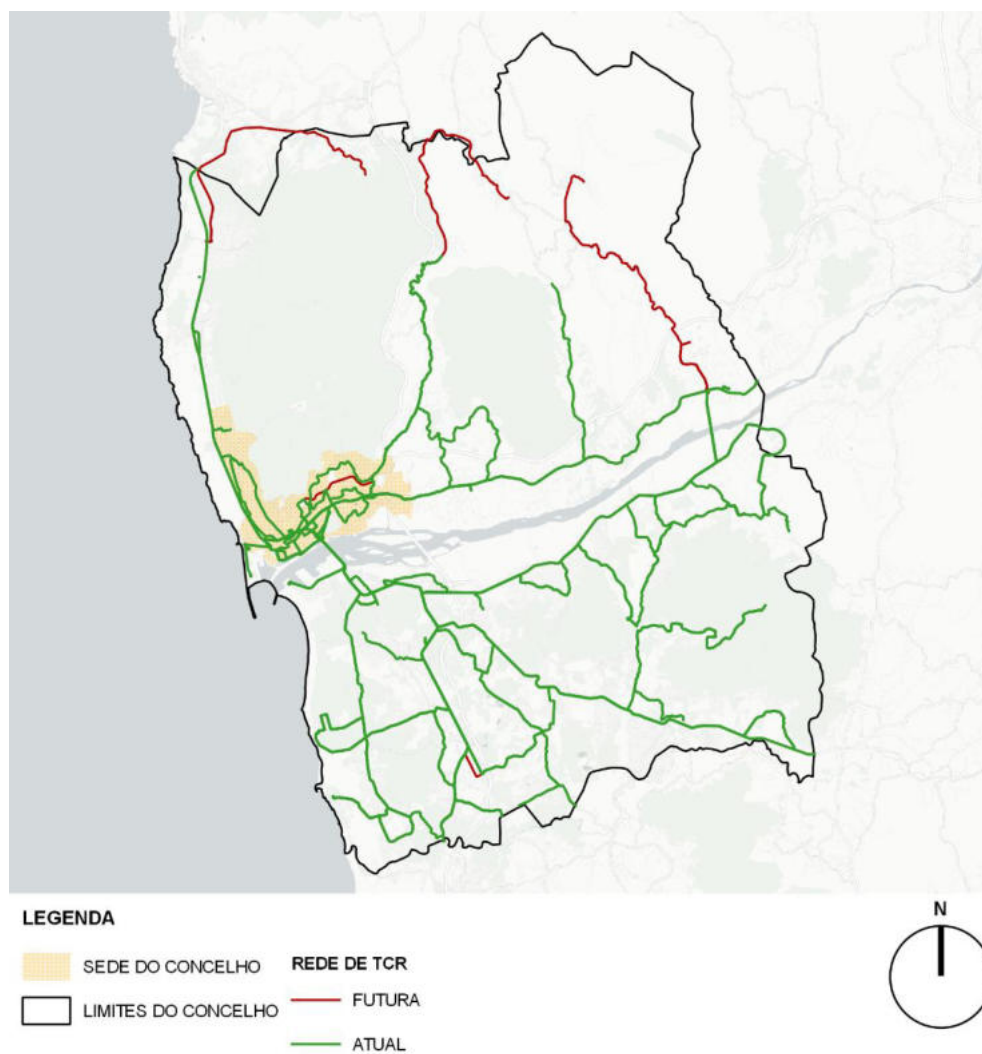 LEGENDA
SEDE DO CONCELHO
LIMITES DO CONCELHO
REDE DE TCR
FUTURA
ATUAL
N